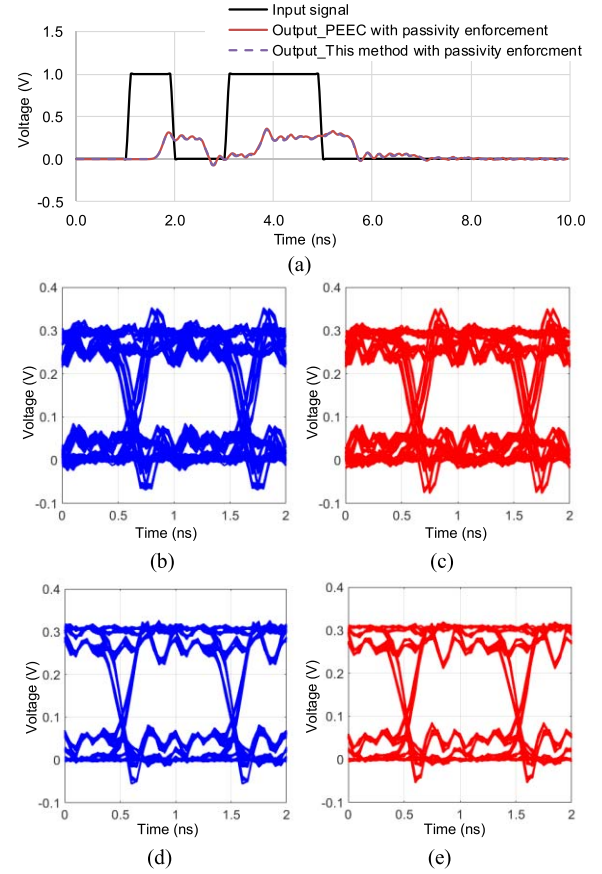 Input signal
Output_PEEC with passivity enforcement
Output_This method with passivity enforcment
1.5
1.0
0.5
0.0
-0.5
Voltage (V)
0.0 2.0 4.0 6.0 8.0 10.0
Time (ns)
(a)
0.4
0.3
0.2
0.1
0
-0.1
Voltage (V)
0 0.5 1 1.5 2
Time (ns)
(b)
0.4
0.3
0.2
0.1
0
-0.1
Voltage (V)
0 0.5 1 1.5 2
Time (ns)
(c)
0.4
0.3
0.2
0.1
0
-0.1
Voltage (V)
0 0.5 1 1.5 2
Time (ns)
(d)
0.4
0.3
0.2
0.1
0
-0.1
Voltage (V)
0 0.5 1 1.5 2
Time (ns)
(e)